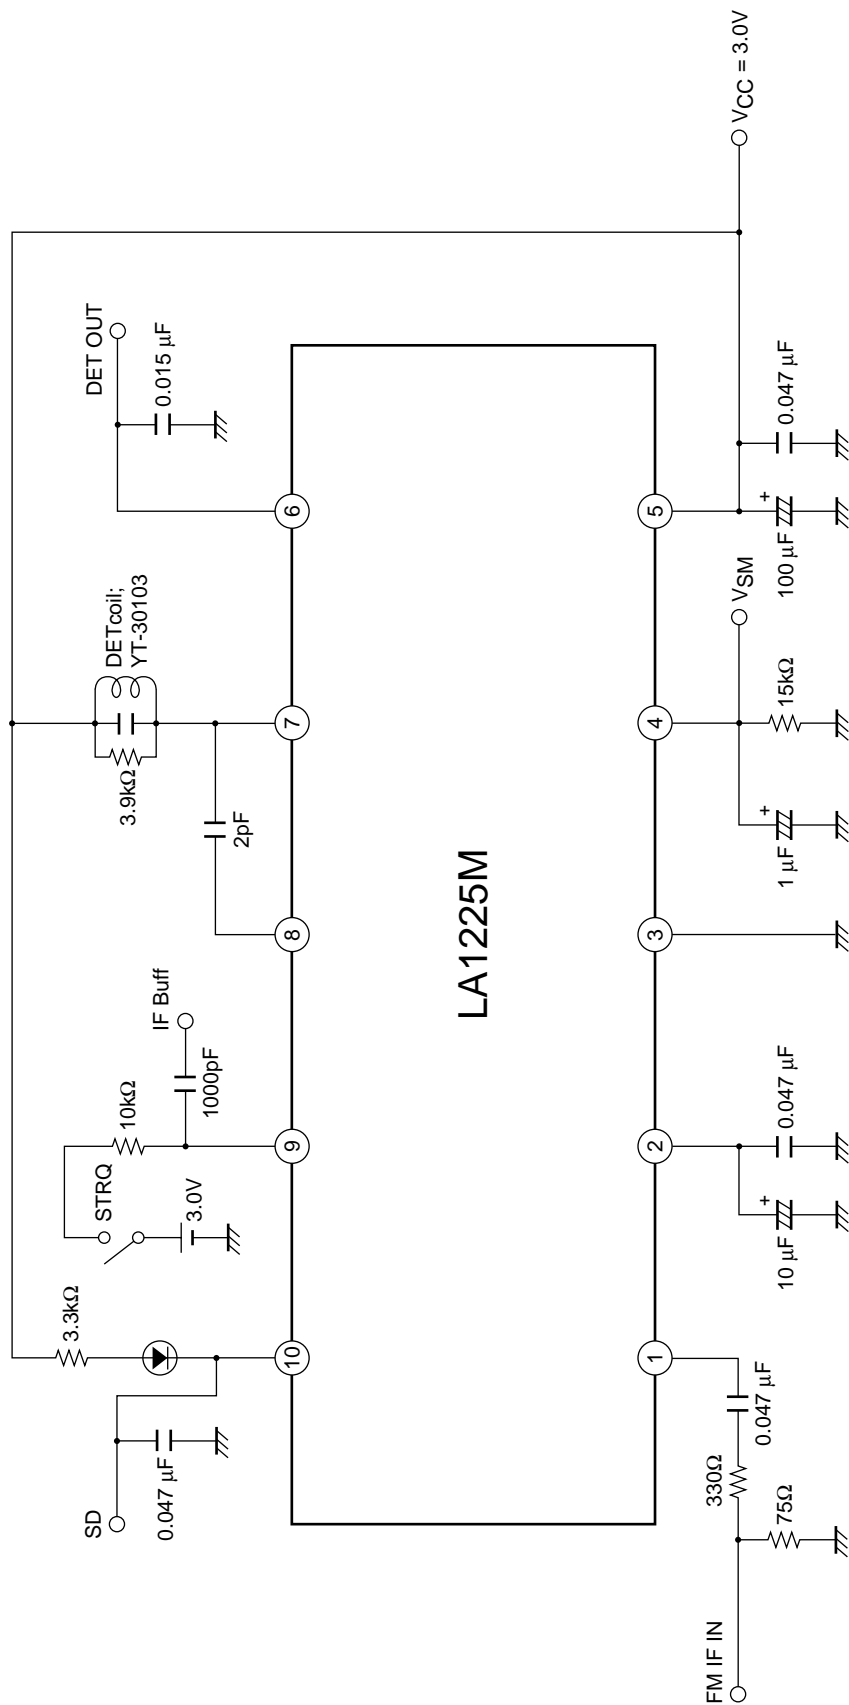 SD
0.047 µF
3.3kΩ
STRQ
3.0V
10kΩ
IF Buff
1000pF
2pF
3.9kΩ
DETcoil;
YT-30103
DET OUT
0.015 µF
10
9
8
7
6
LA1225M
1
2
3
4
5
FM IF IN
75Ω
330Ω
0.047 µF
+
10 µF
0.047 µF
+
1 µF
15kΩ
VSM
+
100 µF
0.047 µF
VCC = 3.0V